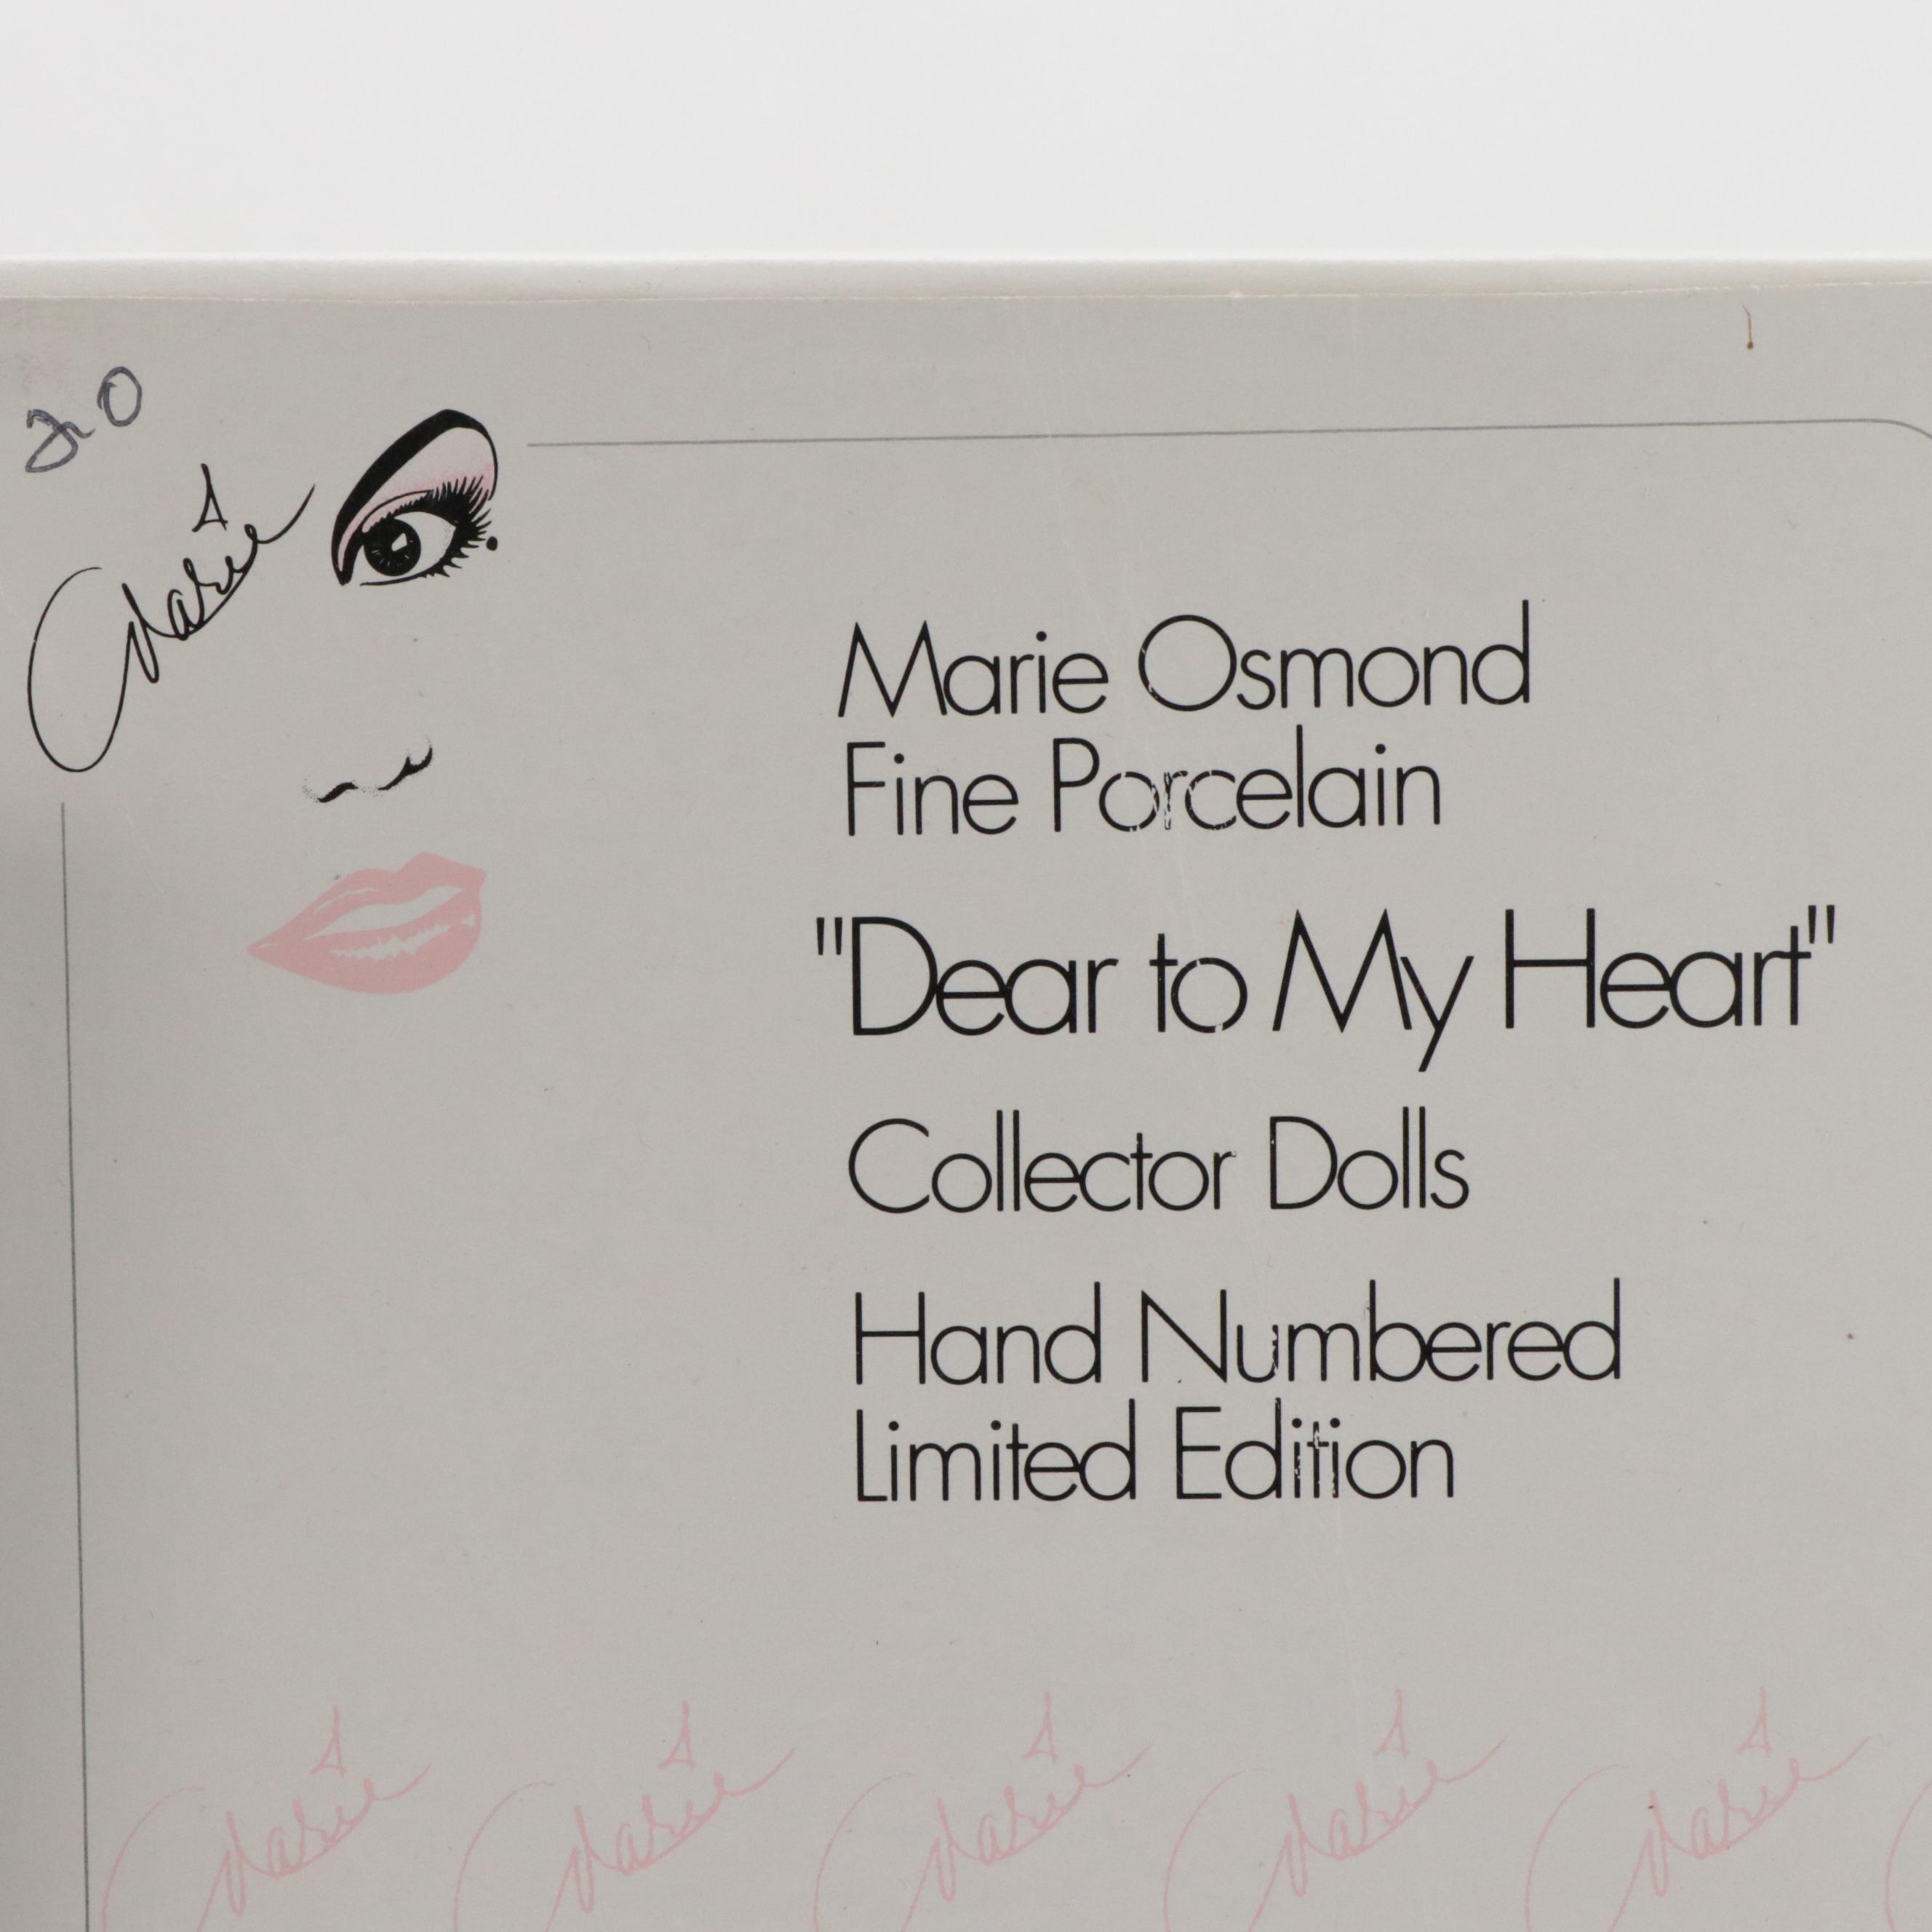 20
Marie
Marie Osmond
Fine Porcelain
"Dear to My Heart"
Collector Dolls
Hand Numbered
Limited Edition
Marie Marie Marie Marie Marie